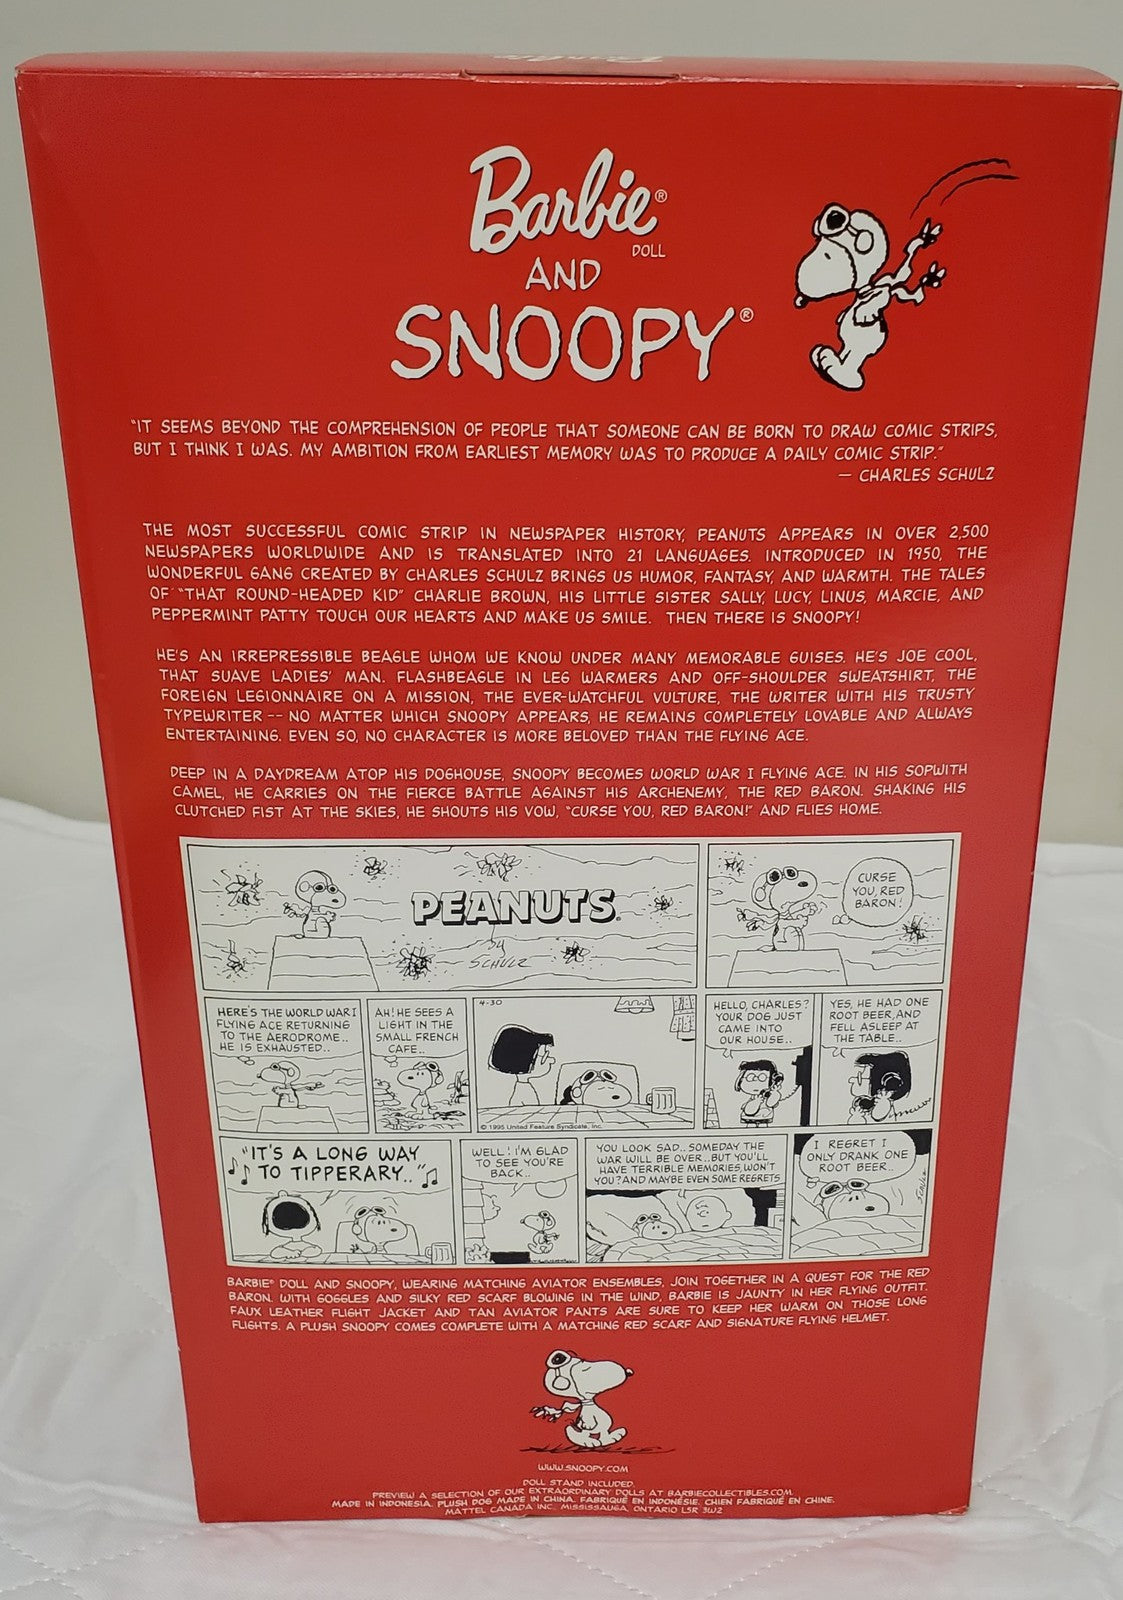 Barbie®
DOLL
AND
SNOOPY®
"IT SEEMS BEYOND THE COMPREHENSION OF PEOPLE THAT SOMEONE CAN BE BORN TO DRAW COMIC STRIPS,
BUT I THINK I WAS. MY AMBITION FROM EARLIEST MEMORY WAS TO PRODUCE A DAILY COMIC STRIP."
— CHARLES SCHULZ
THE MOST SUCCESSFUL COMIC STRIP IN NEWSPAPER HISTORY, PEANUTS APPEARS IN OVER 2,500
NEWSPAPERS WORLDWIDE AND IS TRANSLATED INTO 21 LANGUAGES. INTRODUCED IN 1950, THE
WONDERFUL GANG CREATED BY CHARLES SCHULZ BRINGS US HUMOR, FANTASY, AND WARMTH. THE TALES
OF "THAT ROUND-HEADED KID" CHARLIE BROWN, HIS LITTLE SISTER SALLY, LUCY, LINUS, MARCIE, AND
PEPPERMINT PATTY TOUCH OUR HEARTS AND MAKE US SMILE. THEN THERE IS SNOOPY!
HE'S AN IRREPRESSIBLE BEAGLE WHOM WE KNOW UNDER MANY MEMORABLE GUISES. HE'S JOE COOL,
THAT SUAVE LADIES' MAN. FLASHBEAGLE IN LEG WARMERS AND OFF-SHOULDER SWEATSHIRT, THE
FOREIGN LEGIONNAIRE ON A MISSION, THE EVER-WATCHFUL VULTURE, THE WRITER WITH HIS TRUSTY
TYPEWRITER -- NO MATTER WHICH SNOOPY APPEARS, HE REMAINS COMPLETELY LOVABLE AND ALWAYS
ENTERTAINING. EVEN SO, NO CHARACTER IS MORE BELOVED THAN THE FLYING ACE.
DEEP IN A DAYDREAM ATOP HIS DOGHOUSE, SNOOPY BECOMES WORLD WAR I FLYING ACE. IN HIS SOPWITH
CAMEL, HE CARRIES ON THE FIERCE BATTLE AGAINST HIS ARCHENEMY, THE RED BARON. SHAKING HIS
CLUTCHED FIST AT THE SKIES, HE SHOUTS HIS VOW, "CURSE YOU, RED BARON!" AND FLIES HOME.
PEANUTS®
by
SCHULZ
CURSE
YOU, RED
BARON!
HERE'S THE WORLD WAR I
FLYING ACE RETURNING
TO THE AERODROME..
HE IS EXHAUSTED..
AH! HE SEES A
LIGHT IN THE
SMALL FRENCH
CAFE..
4-30
© 1995 United Feature Syndicate, Inc.
HELLO, CHARLES?
YOUR DOG JUST
CAME INTO
OUR HOUSE..
YES, HE HAD ONE
ROOT BEER, AND
FELL ASLEEP AT
THE TABLE..
"IT'S A LONG WAY
TO TIPPERARY.."
WELL! I'M GLAD
TO SEE YOU'RE
BACK..
YOU LOOK SAD..SOMEDAY THE
WAR WILL BE OVER..BUT YOU'LL
HAVE TERRIBLE MEMORIES, WON'T
YOU? AND MAYBE EVEN SOME REGRETS
I REGRET I
ONLY DRANK ONE
ROOT BEER..
SCHULZ
BARBIE® DOLL AND SNOOPY, WEARING MATCHING AVIATOR ENSEMBLES, JOIN TOGETHER IN A QUEST FOR THE RED
BARON. WITH GOGGLES AND SILKY RED SCARF BLOWING IN THE WIND, BARBIE IS JAUNTY IN HER FLYING OUTFIT.
FAUX LEATHER FLIGHT JACKET AND TAN AVIATOR PANTS ARE SURE TO KEEP HER WARM ON THOSE LONG
FLIGHTS. A PLUSH SNOOPY COMES COMPLETE WITH A MATCHING RED SCARF AND SIGNATURE FLYING HELMET.
WWW.SNOOPY.COM
DOLL STAND INCLUDED.
PREVIEW A SELECTION OF OUR EXTRAORDINARY DOLLS AT BARBIECOLLECTIBLES.COM.
MADE IN INDONESIA. PLUSH DOG MADE IN CHINA. FABRIQUÉ EN INDONÉSIE. CHIEN FABRIQUÉ EN CHINE.
MATTEL CANADA INC., MISSISSAUGA, ONTARIO L5R 3W2